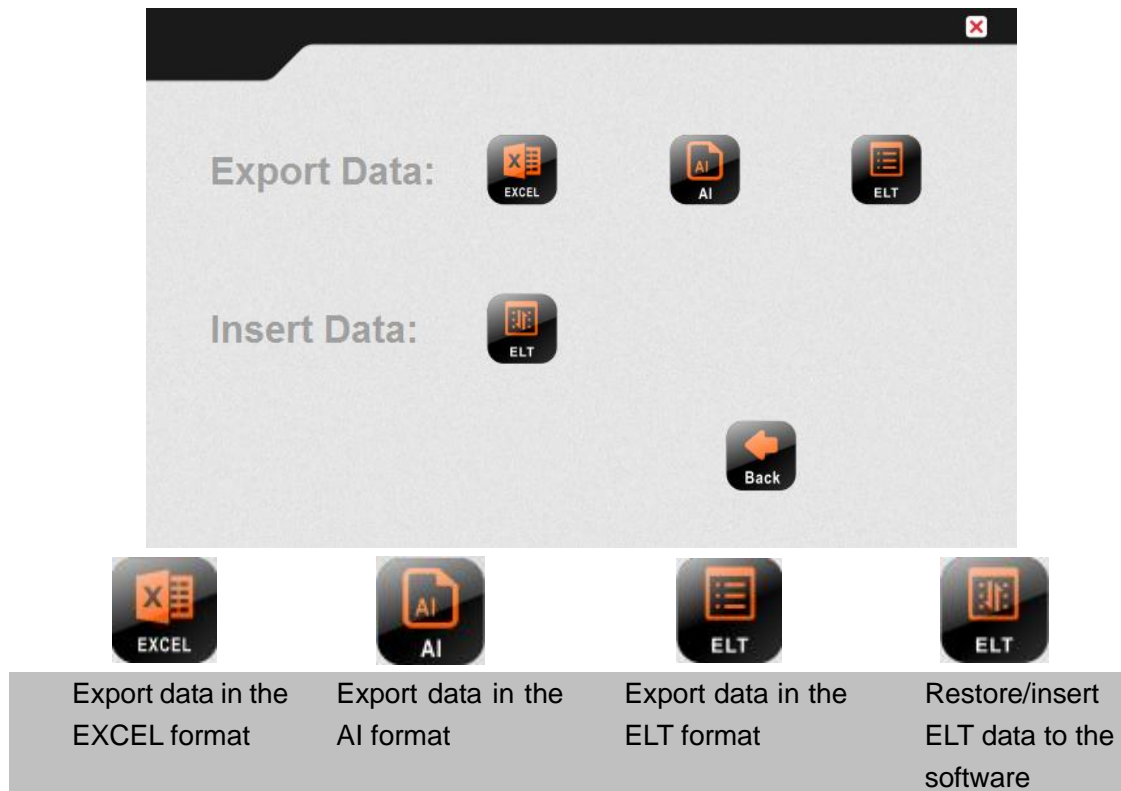 Export Data:
X
EXCEL
AI
AI
ELT
Insert Data:
ELT
Back
X
EXCEL
AI
AI
ELT
ELT
Export data in the
EXCEL format
Export data in the
AI format
Export data in the
ELT format
Restore/insert
ELT data to the
software